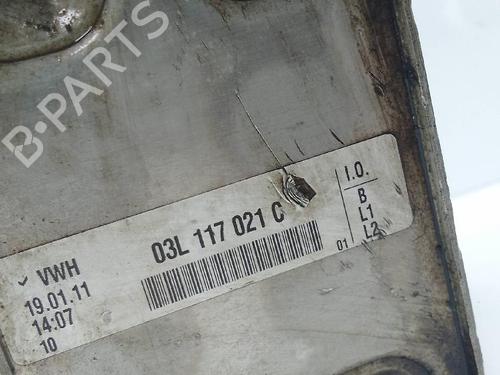 B-PARTS
VWH
19.01.11
14:07
10
03L 117 021 C
01
I.O.
B
L1
L2